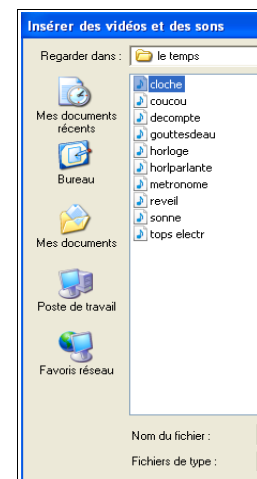 Insérer des vidéos et des sons
Regarder dans :
le temps
Mes documents
récents
Bureau
Mes documents
Poste de travail
Favoris réseau
cloche
coucou
decompte
gouttesdeau
horloge
horlparlante
metronome
reveil
sonne
tops electr
Nom du fichier :
Fichiers de type :